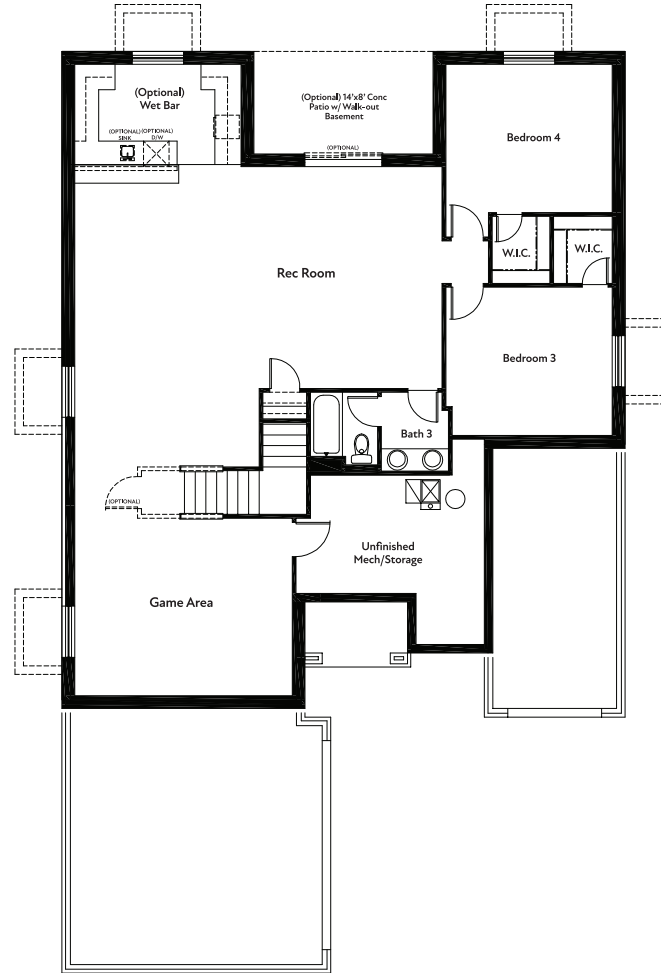 (Optional)
Wet Bar
(OPTIONAL) (OPTIONAL)
SINK D/W
(Optional) 14'x8' Conc
Patio w/ Walk-out
Basement
(OPTIONAL)
Bedroom 4
W.I.C.
W.I.C.
Rec Room
Bedroom 3
Bath 3
(OPTIONAL)
Unfinished
Mech/Storage
Game Area